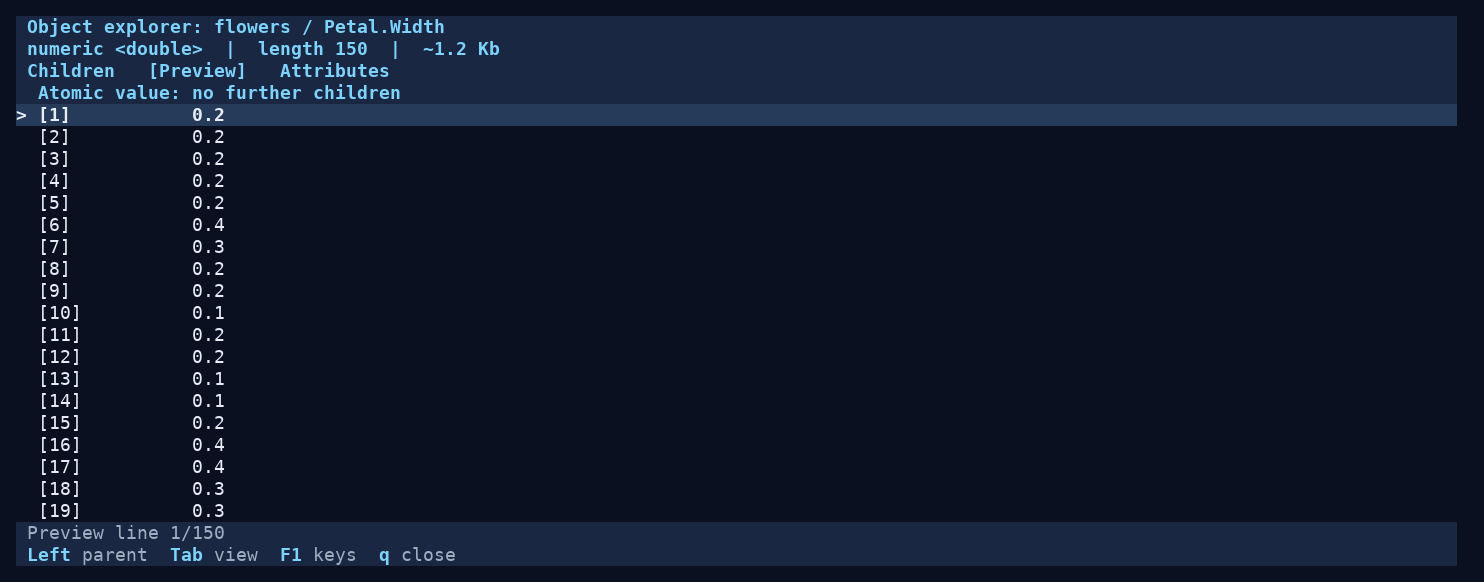 Object explorer: flowers / Petal.Width
numeric <double>  |  length 150  |  ~1.2 Kb
Children   [Preview]   Attributes
Atomic value: no further children
> [1]           0.2
[2]           0.2
[3]           0.2
[4]           0.2
[5]           0.2
[6]           0.4
[7]           0.3
[8]           0.2
[9]           0.2
[10]          0.1
[11]          0.2
[12]          0.2
[13]          0.1
[14]          0.1
[15]          0.2
[16]          0.4
[17]          0.4
[18]          0.3
[19]          0.3
Preview line 1/150
Left parent  Tab view  F1 keys  q close